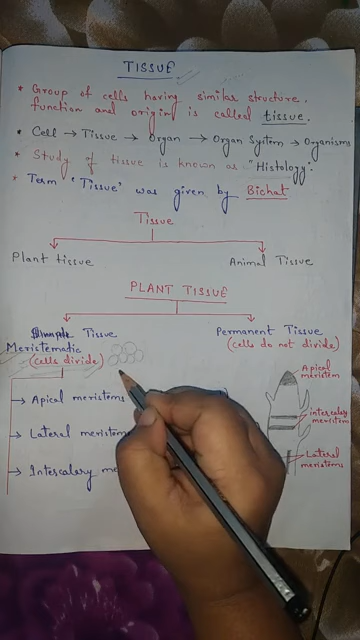 TISSUE
* Group of cells having similar structure,
function and origin is called tissue.
* Cell → Tissue → Organ → Organ System → Organisms
* Study of tissue is known as "Histology".
* Term 'Tissue' was given by Bichat
Tissue
Plant tissue
Animal Tissue
PLANT TISSUE
Tissue
Meristematic
(cells divide)
Permanent Tissue
(cells do not divide)
→ Apical meristems
→ Lateral meristem
→ Intercalary me
Apical
meristem
intercalary
meristem
Lateral
meristems